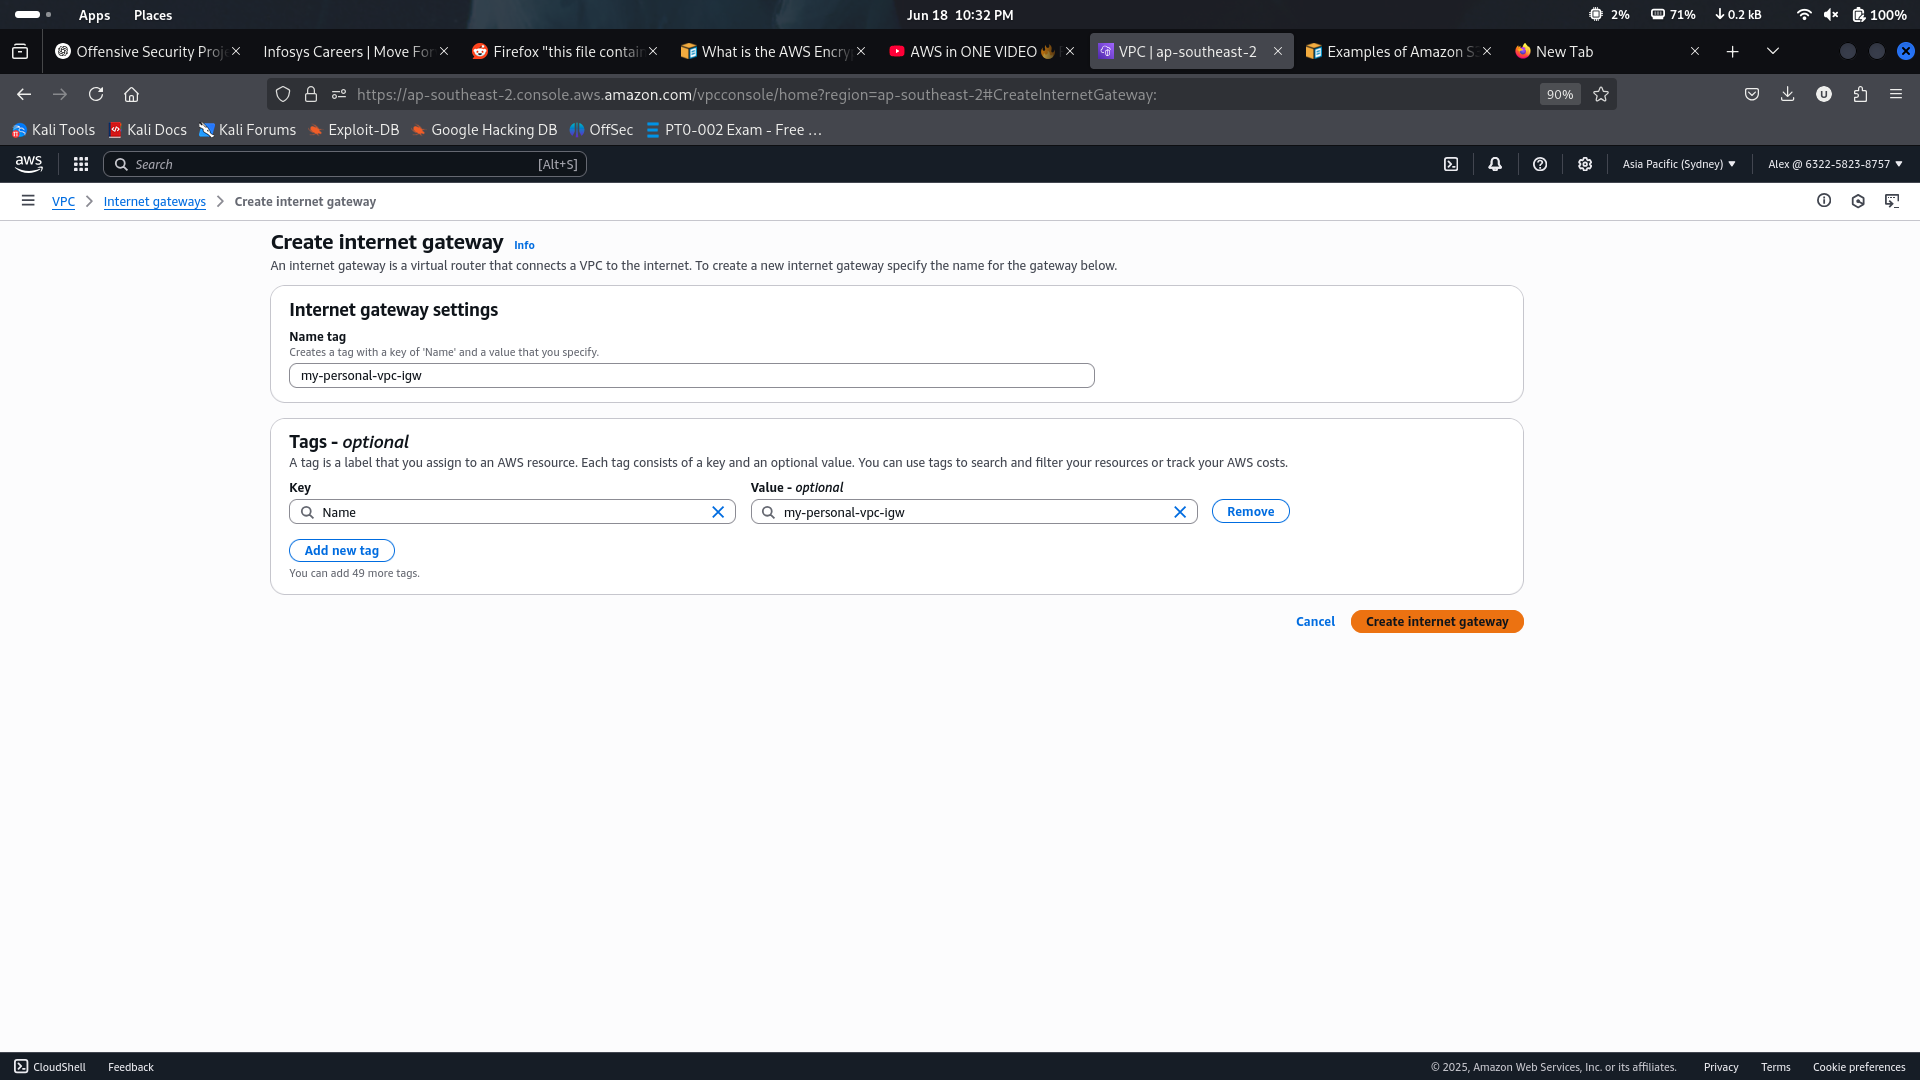 Apps Places Jun 18 10:32 PM 2% 71% 0.2 kB 100%
Offensive Security Proj Infosys Careers | Move For Firefox "this file contai What is the AWS Encry AWS in ONE VIDEO VPC | ap-southeast-2 Examples of Amazon S New Tab
https://ap-southeast-2.console.aws.amazon.com/vpcconsole/home?region=ap-southeast-2#CreateInternetGateway: 90% U
Kali Tools Kali Docs Kali Forums Exploit-DB Google Hacking DB OffSec PT0-002 Exam - Free …
aws Search [Alt+S] Asia Pacific (Sydney) Alex @ 6322-5823-8757
VPC Internet gateways Create internet gateway
Create internet gateway Info
An internet gateway is a virtual router that connects a VPC to the internet. To create a new internet gateway specify the name for the gateway below.
Internet gateway settings
Name tag
Creates a tag with a key of 'Name' and a value that you specify.
my-personal-vpc-igw
Tags - optional
A tag is a label that you assign to an AWS resource. Each tag consists of a key and an optional value. You can use tags to search and filter your resources or track your AWS costs.
Key Value - optional
Name my-personal-vpc-igw Remove
Add new tag
You can add 49 more tags.
Cancel Create internet gateway
CloudShell Feedback © 2025, Amazon Web Services, Inc. or its affiliates. Privacy Terms Cookie preferences